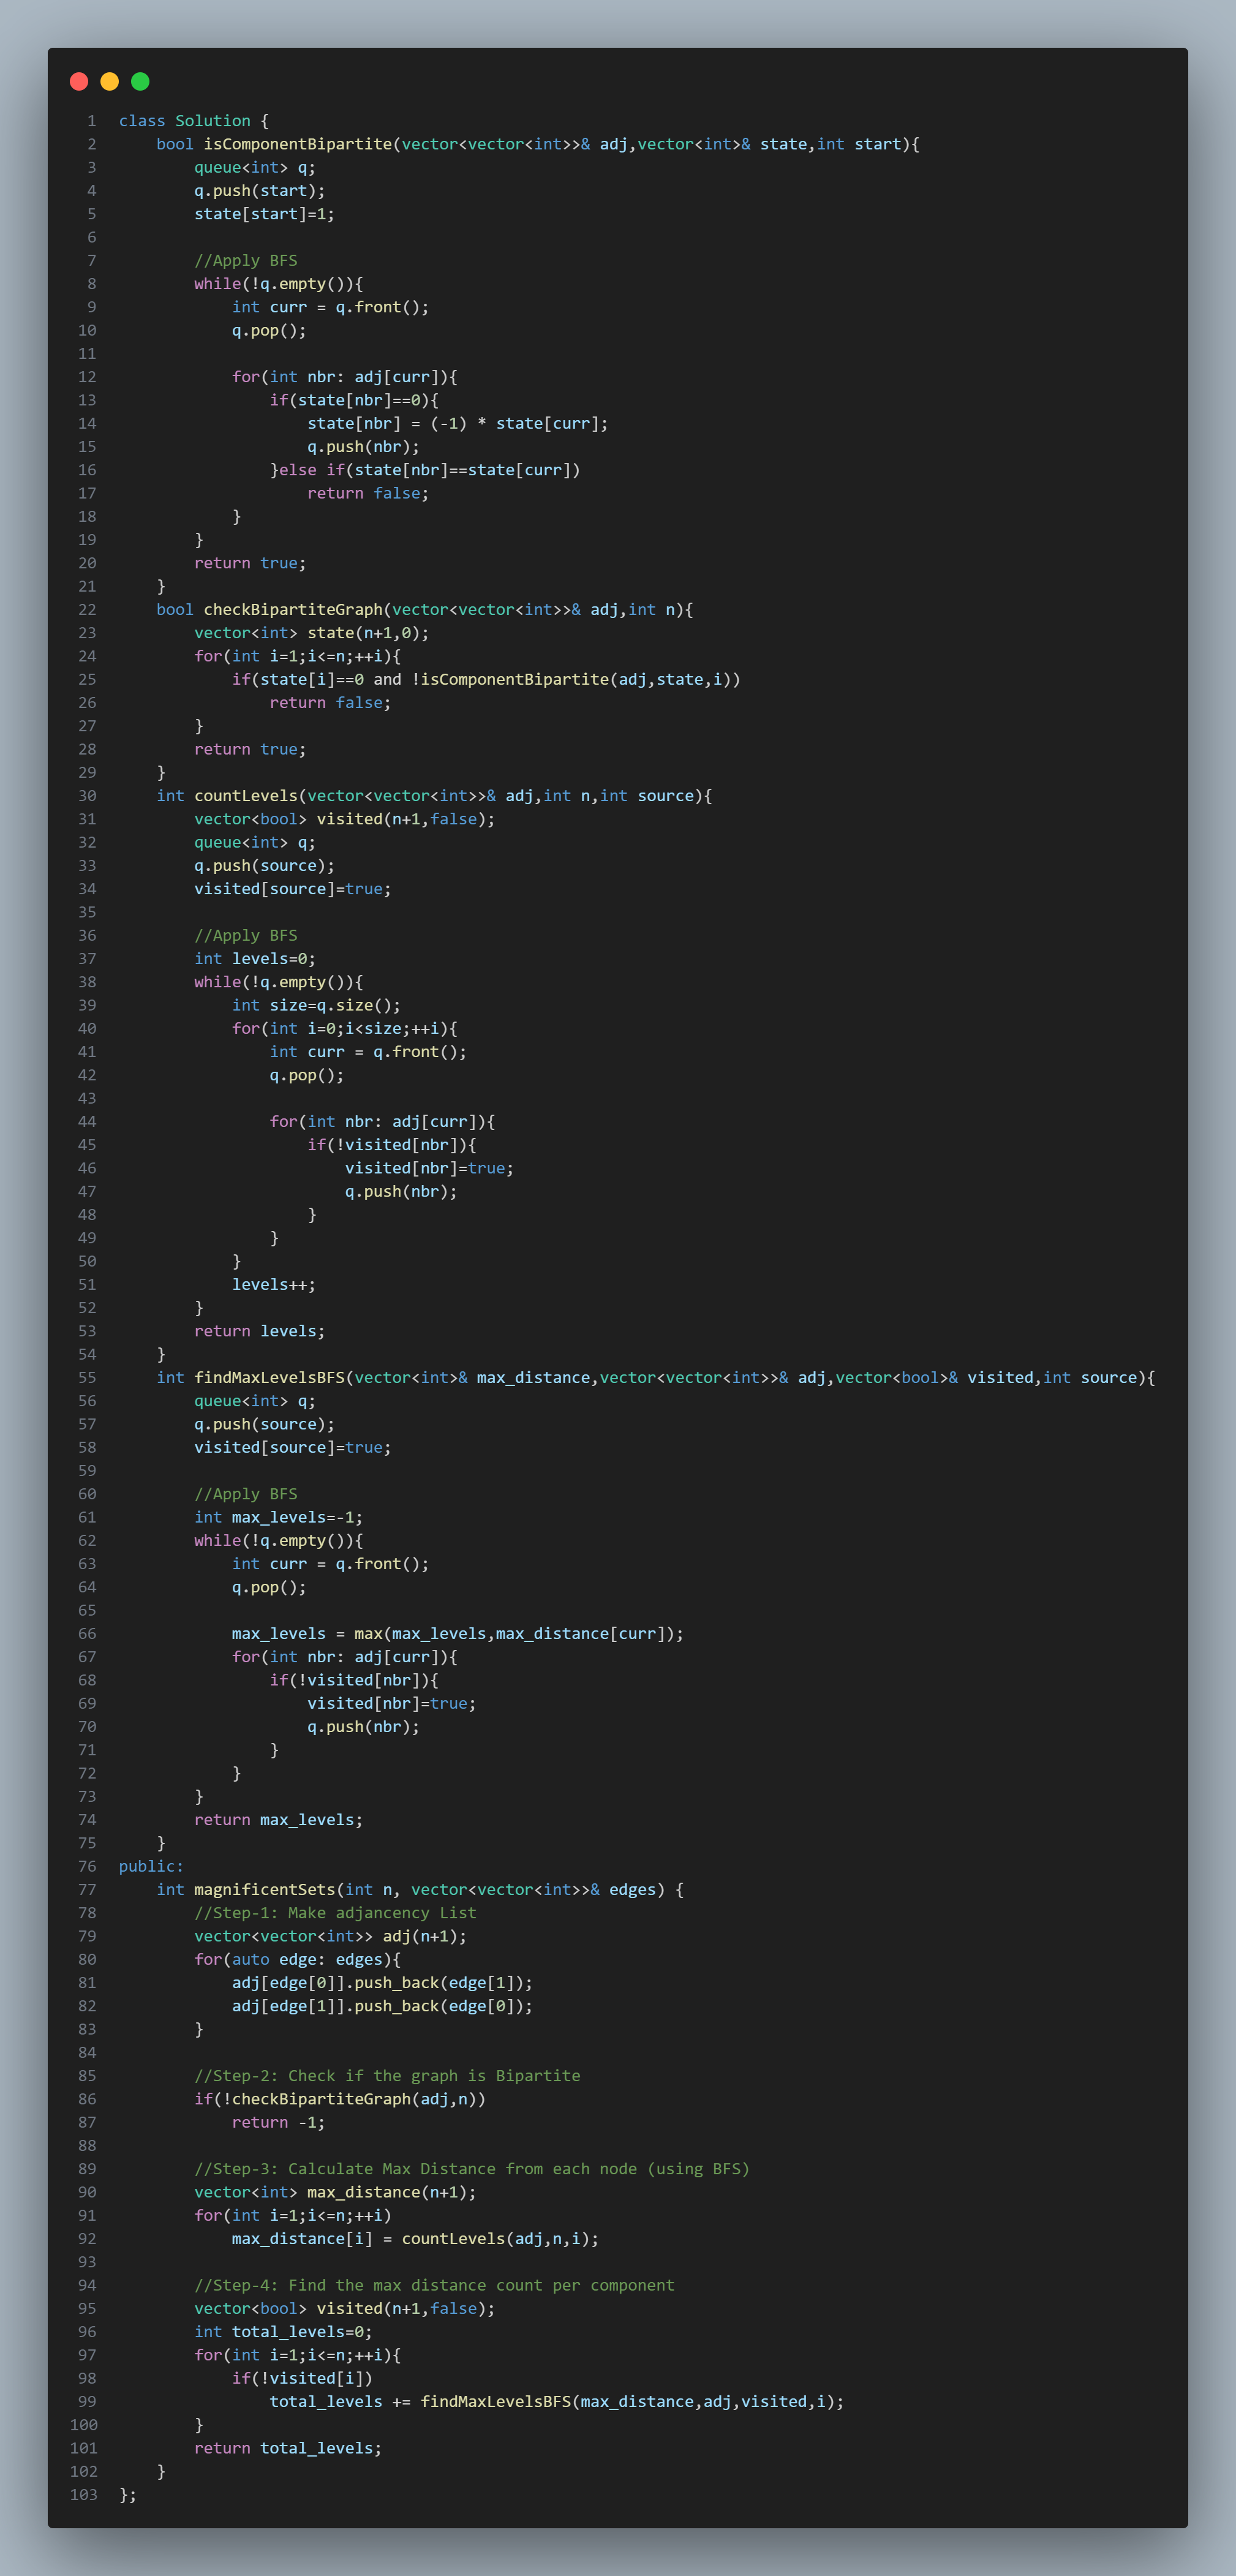 1 class Solution {
2     bool isComponentBipartite(vector<vector<int>>& adj,vector<int>& state,int start){
3         queue<int> q;
4         q.push(start);
5         state[start]=1;
6
7         //Apply BFS
8         while(!q.empty()){
9             int curr = q.front();
10             q.pop();
11
12             for(int nbr: adj[curr]){
13                 if(state[nbr]==0){
14                     state[nbr] = (-1) * state[curr];
15                     q.push(nbr);
16                 }else if(state[nbr]==state[curr])
17                     return false;
18             }
19         }
20         return true;
21     }
22     bool checkBipartiteGraph(vector<vector<int>>& adj,int n){
23         vector<int> state(n+1,0);
24         for(int i=1;i<=n;++i){
25             if(state[i]==0 and !isComponentBipartite(adj,state,i))
26                 return false;
27         }
28         return true;
29     }
30     int countLevels(vector<vector<int>>& adj,int n,int source){
31         vector<bool> visited(n+1,false);
32         queue<int> q;
33         q.push(source);
34         visited[source]=true;
35
36         //Apply BFS
37         int levels=0;
38         while(!q.empty()){
39             int size=q.size();
40             for(int i=0;i<size;++i){
41                 int curr = q.front();
42                 q.pop();
43
44                 for(int nbr: adj[curr]){
45                     if(!visited[nbr]){
46                         visited[nbr]=true;
47                         q.push(nbr);
48                     }
49                 }
50             }
51             levels++;
52         }
53         return levels;
54     }
55     int findMaxLevelsBFS(vector<int>& max_distance,vector<vector<int>>& adj,vector<bool>& visited,int source){
56         queue<int> q;
57         q.push(source);
58         visited[source]=true;
59
60         //Apply BFS
61         int max_levels=-1;
62         while(!q.empty()){
63             int curr = q.front();
64             q.pop();
65
66             max_levels = max(max_levels,max_distance[curr]);
67             for(int nbr: adj[curr]){
68                 if(!visited[nbr]){
69                     visited[nbr]=true;
70                     q.push(nbr);
71                 }
72             }
73         }
74         return max_levels;
75     }
76 public:
77     int magnificentSets(int n, vector<vector<int>>& edges) {
78         //Step-1: Make adjancency List
79         vector<vector<int>> adj(n+1);
80         for(auto edge: edges){
81             adj[edge[0]].push_back(edge[1]);
82             adj[edge[1]].push_back(edge[0]);
83         }
84
85         //Step-2: Check if the graph is Bipartite
86         if(!checkBipartiteGraph(adj,n))
87             return -1;
88
89         //Step-3: Calculate Max Distance from each node (using BFS)
90         vector<int> max_distance(n+1);
91         for(int i=1;i<=n;++i)
92             max_distance[i] = countLevels(adj,n,i);
93
94         //Step-4: Find the max distance count per component
95         vector<bool> visited(n+1,false);
96         int total_levels=0;
97         for(int i=1;i<=n;++i){
98             if(!visited[i])
99                 total_levels += findMaxLevelsBFS(max_distance,adj,visited,i);
100         }
101         return total_levels;
102     }
103 };